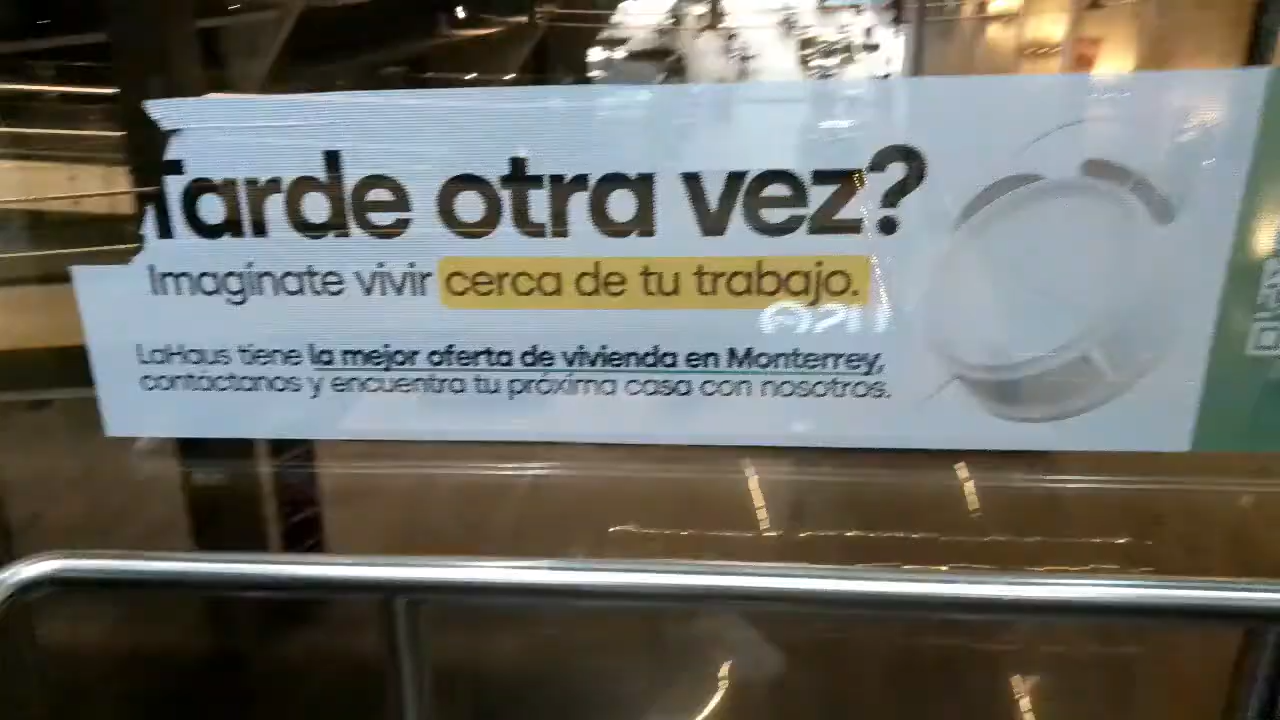 Tarde otra vez?
Imagínate vivir cerca de tu trabajo.
LaHaus tiene la mejor oferta de vivienda en Monterrey,
contáctanos y encuentra tu próxima casa con nosotros.